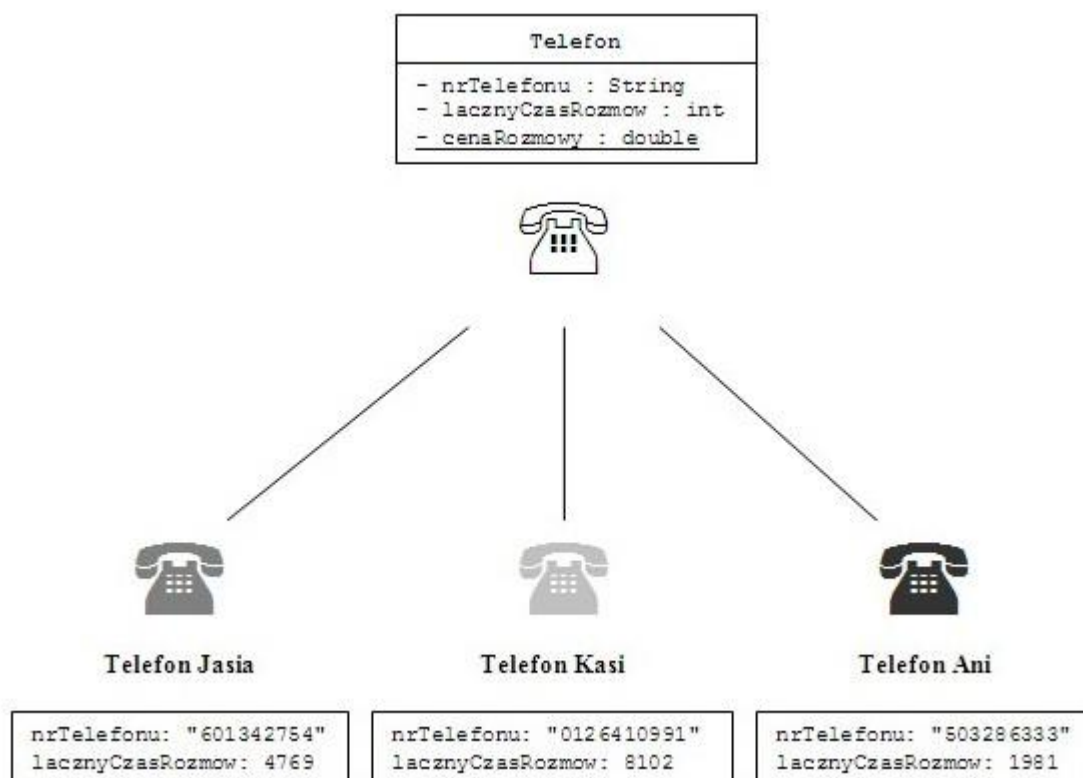 Telefon
- nrTelefonu : String
- lacznyCzasRozmow : int
- cenaRozmowy : double
Telefon Jasia
Telefon Kasi
Telefon Ani
nrTelefonu: "601342754"
lacznyCzasRozmow: 4769
nrTelefonu: "0126410991"
lacznyCzasRozmow: 8102
nrTelefonu: "503286333"
lacznyCzasRozmow: 1981